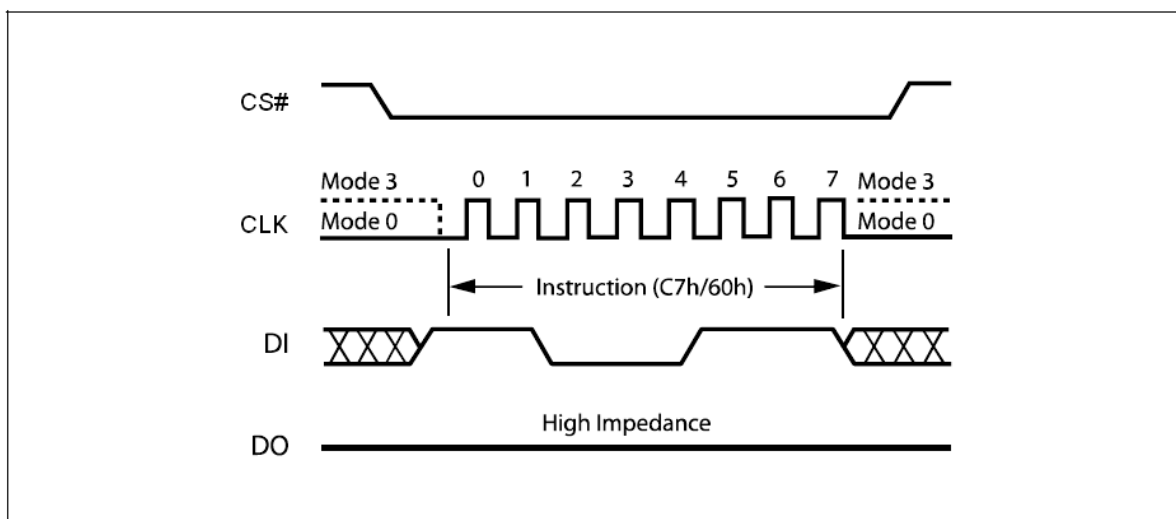 CS#
Mode 3 0 1 2 3 4 5 6 7 Mode 3
CLK
Mode 0 Mode 0
Instruction (C7h/60h)
DI
High Impedance
DO